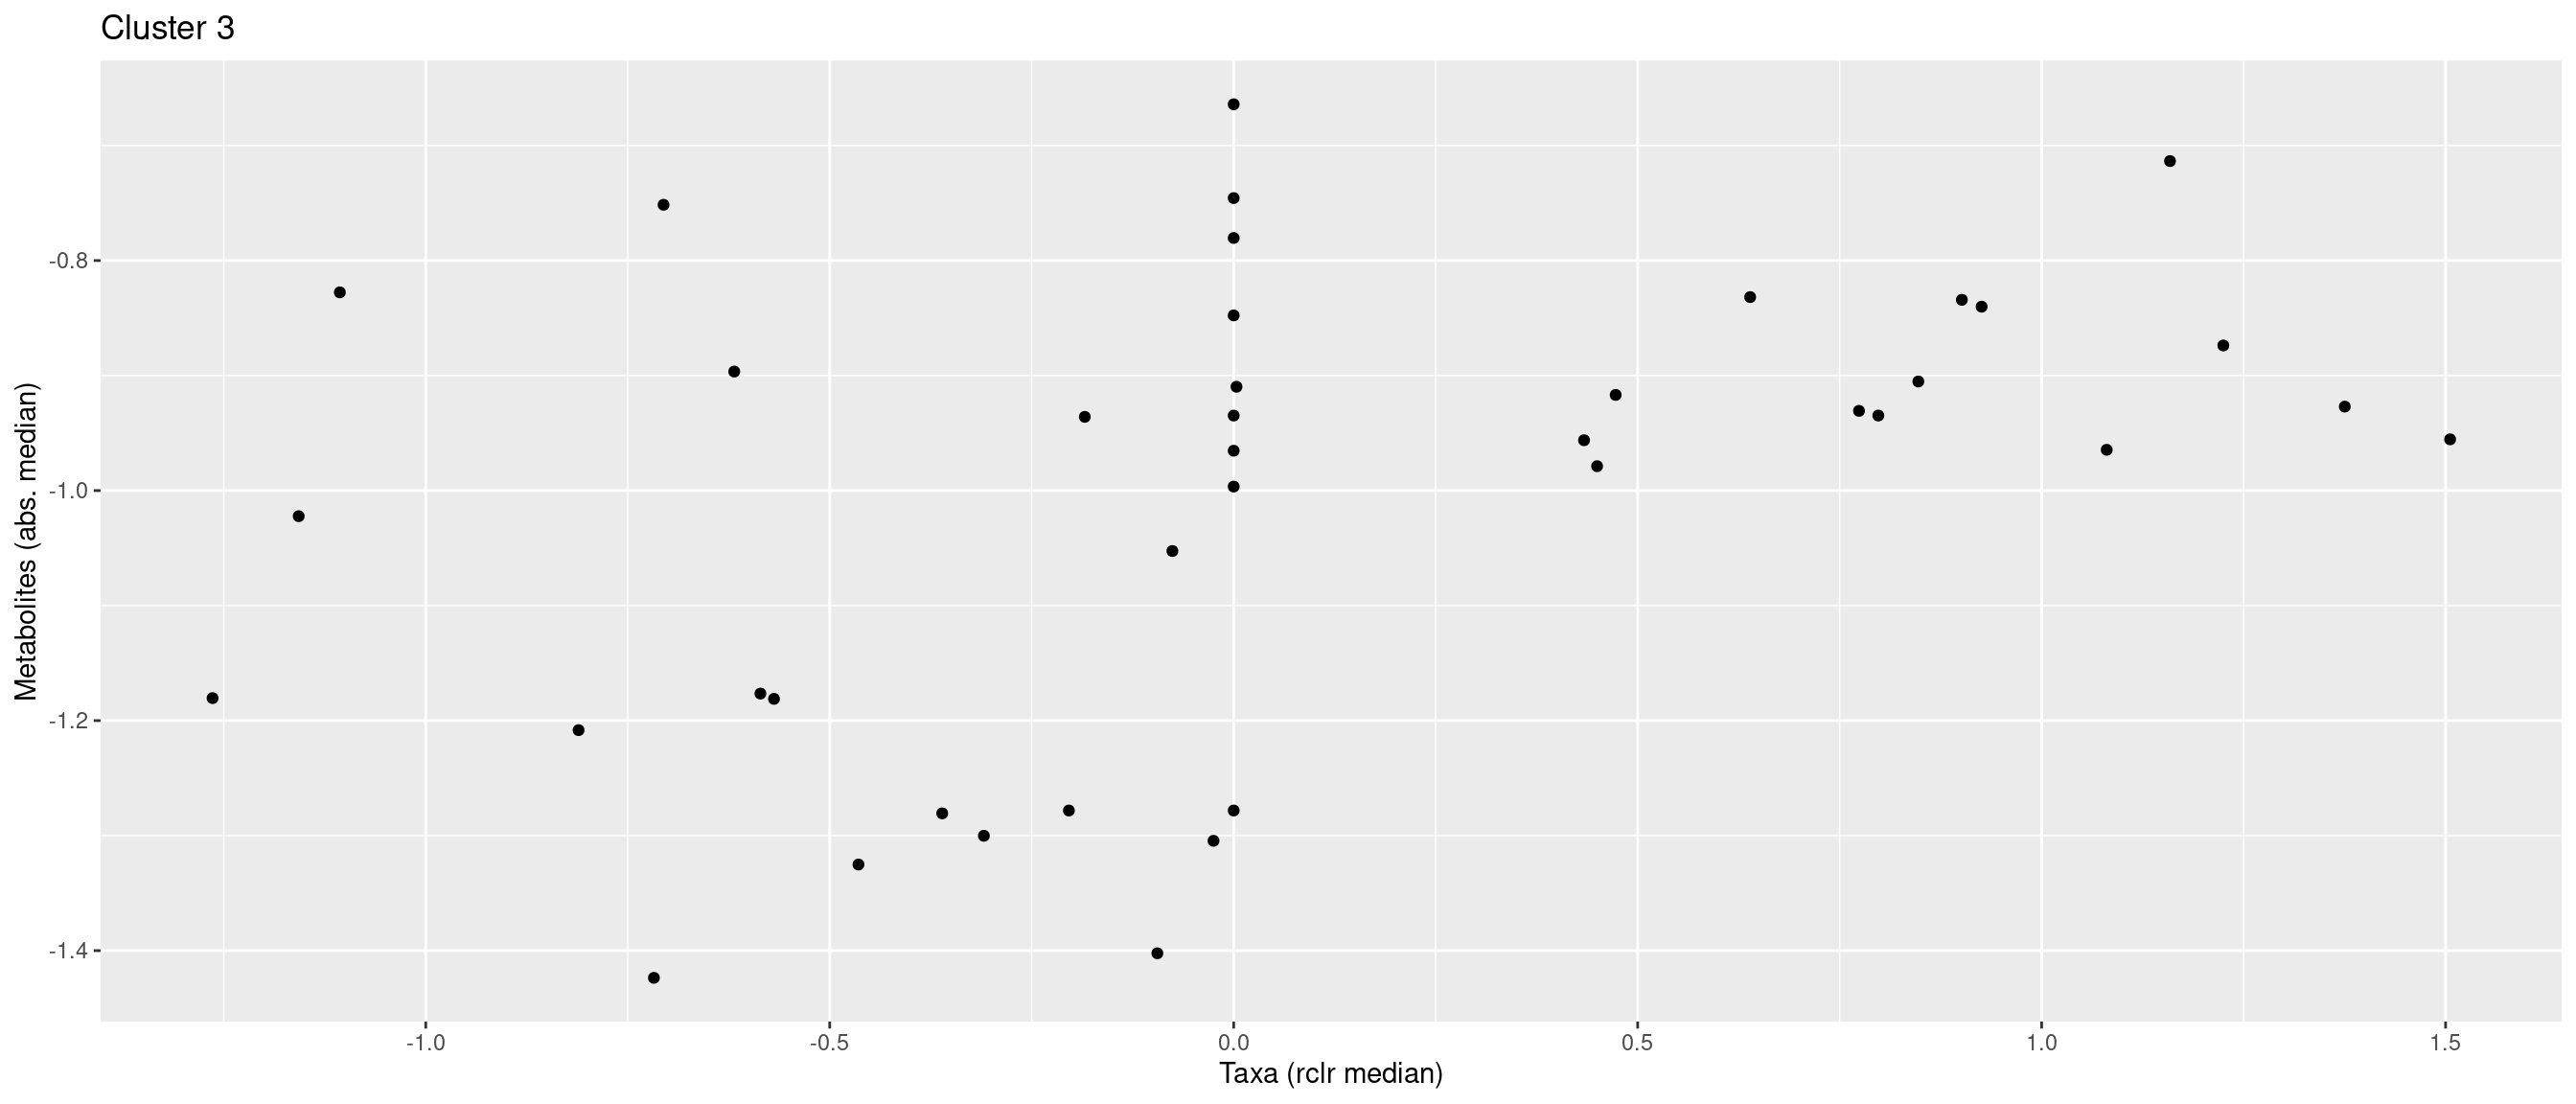 Cluster 3
Metabolites (abs. median)
-0.8
-1.0
-1.2
-1.4
-1.0 -0.5 0.0 0.5 1.0 1.5
Taxa (rclr median)